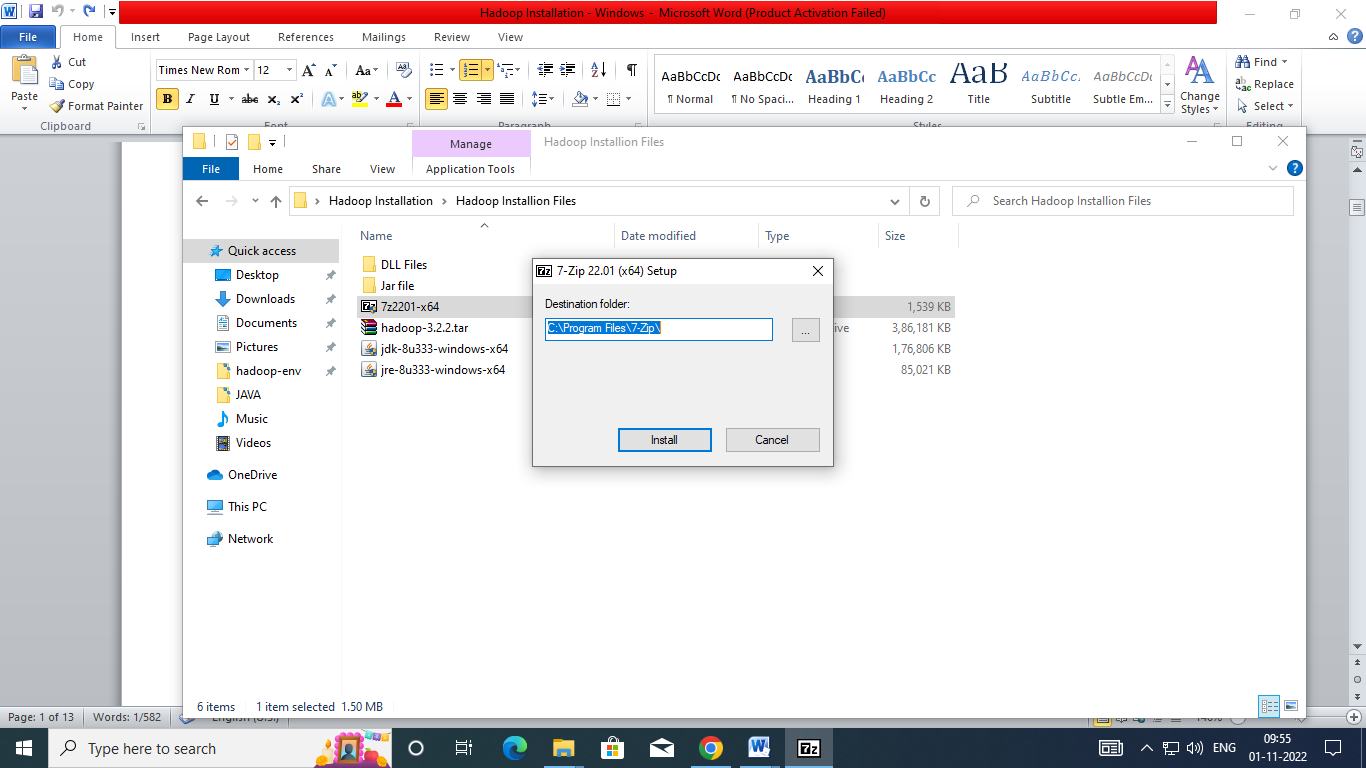 Hadoop Installation - Windows - Microsoft Word (Product Activation Failed)
File Home Insert Page Layout References Mailings Review View
Paste Cut Copy Format Painter
Times New Rom 12
AaBbCcDc AaBbCcDc AaBbCc AaBbCc AaB AaBbCc. AaBbCcDc
¶ Normal ¶ No Spaci... Heading 1 Heading 2 Title Subtitle Subtle Em...
Change Styles
Find Replace Select
Clipboard Font Paragraph Styles Editing
Manage Hadoop Installion Files
File Home Share View Application Tools
Hadoop Installation › Hadoop Installion Files
Search Hadoop Installion Files
Name Date modified Type Size
Quick access
Desktop
Downloads
Documents
Pictures
hadoop-env
JAVA
Music
Videos
OneDrive
This PC
Network
DLL Files
Jar file
7z2201-x64 1,539 KB
hadoop-3.2.2.tar ive 3,86,181 KB
jdk-8u333-windows-x64 1,76,806 KB
jre-8u333-windows-x64 85,021 KB
7-Zip 22.01 (x64) Setup
Destination folder:
C:\Program Files\7-Zip\
...
Install Cancel
6 items 1 item selected 1.50 MB
Page: 1 of 13 Words: 1/582 English (U.S.) 140%
Type here to search
ENG
09:55
01-11-2022